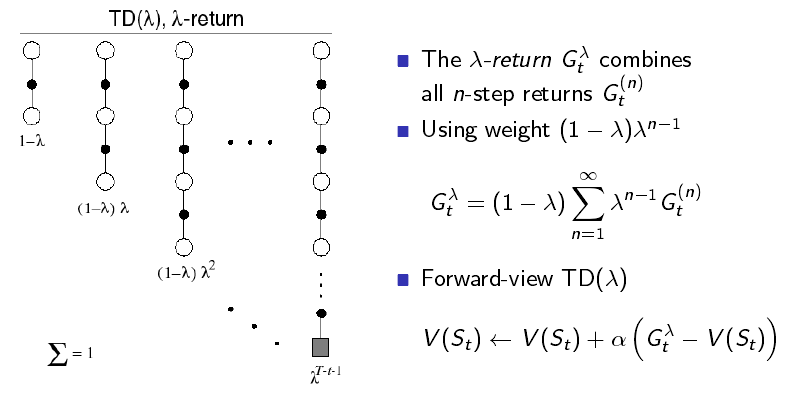 TD(λ), λ-return
1−λ
(1−λ) λ
(1−λ) λ²
∑ = 1
λ^{T-t-1}
■ The λ-return G_t^λ combines
all n-step returns G_t^{(n)}
■ Using weight (1 − λ)λ^{n−1}
G_t^λ = (1 − λ) ∑_{n=1}^{∞} λ^{n−1} G_t^{(n)}
■ Forward-view TD(λ)
V(S_t) ← V(S_t) + α (G_t^λ − V(S_t))